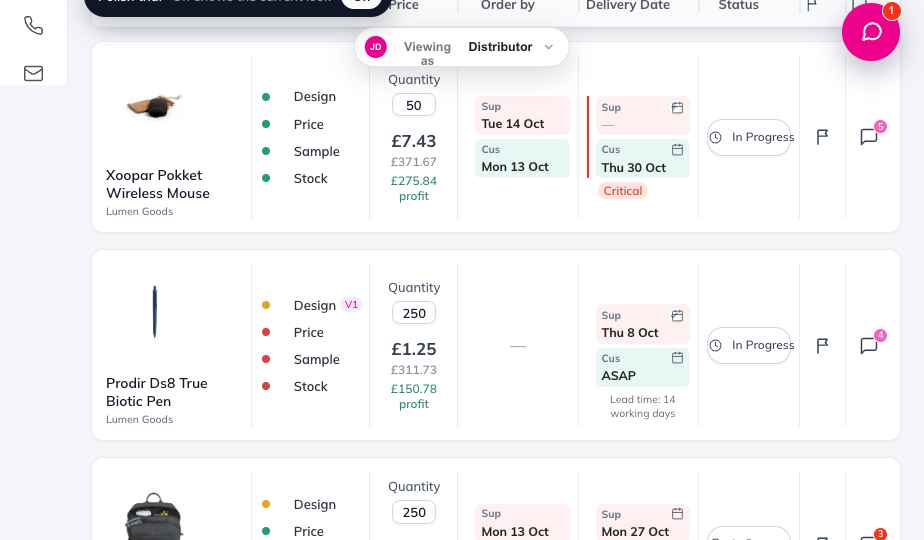 Price
Order by
Delivery Date
Status
1
JD
Viewing as
Distributor
Xoopar Pokket
Wireless Mouse
Lumen Goods
Design
Price
Sample
Stock
Quantity
50
£7.43
£371.67
£275.84
profit
Sup
Tue 14 Oct
Cus
Mon 13 Oct
Sup
—
Cus
Thu 30 Oct
Critical
In Progress
5
Prodir Ds8 True
Biotic Pen
Lumen Goods
Design V1
Price
Sample
Stock
Quantity
250
£1.25
£311.73
£150.78
profit
—
Sup
Thu 8 Oct
Cus
ASAP
Lead time: 14
working days
In Progress
4
Design
Price
Quantity
250
Sup
Mon 13 Oct
Sup
Mon 27 Oct
3